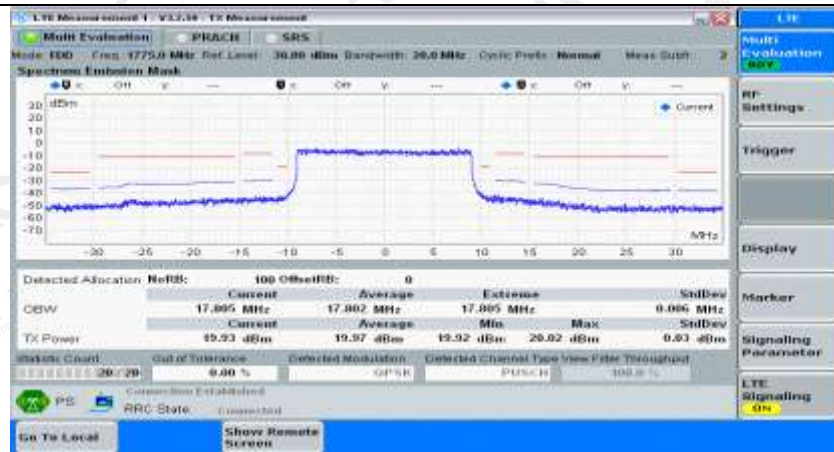 LTE Measurement 1 - V3.2.30 - TX Measurement
LTE
Multi Evaluation PRACH SRS
Multi
Evaluation
RDY
Mode: FDD Freq: 1775.0 MHz Ref. Level: 30.00 dBm Bandwidth: 20.0 MHz Cyclic Prefix: Normal Meas Subfr: 2
Spectrum Emission Mask
x: Off y: --- x: Off y: --- x: Off y: ---
RF
Settings
30 dBm
Current
20
10
0
-10
-20
-30
-40
-50
-60
-70
Trigger
MHz
-30 -25 -20 -15 -10 -5 0 5 10 15 20 25 30
Display
Detected Allocation NoRB: 100 OffsetRB: 0
Current Average Extreme StdDev
OBW 17.805 MHz 17.802 MHz 17.805 MHz 0.006 MHz
Marker
Current Average Min Max StdDev
TX Power 19.93 dBm 19.97 dBm 19.92 dBm 20.02 dBm 0.03 dBm
Signaling
Parameter
Statistic Count Out of Tolerance Detected Modulation Detected Channel Type View Filter Throughput
20 / 20 0.00 % QPSK PUSCH 100.0 %
PS Connection Established
RRC State: Connected
LTE
Signaling
ON
Go To Local
Show Remote
Screen